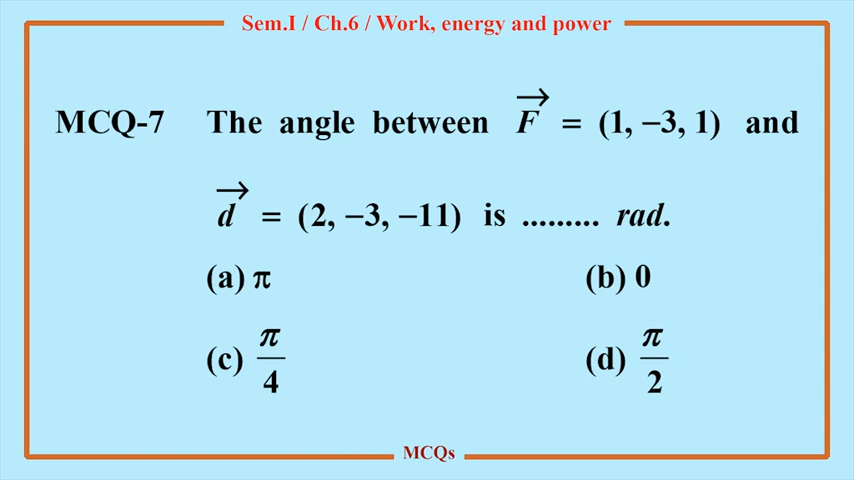 Sem.I / Ch.6 / Work, energy and power
MCQ-7 The angle between F⃗ = (1, −3, 1) and
d⃗ = (2, −3, −11) is ......... rad.
(a) π (b) 0
(c) π/4 (d) π/2
MCQs